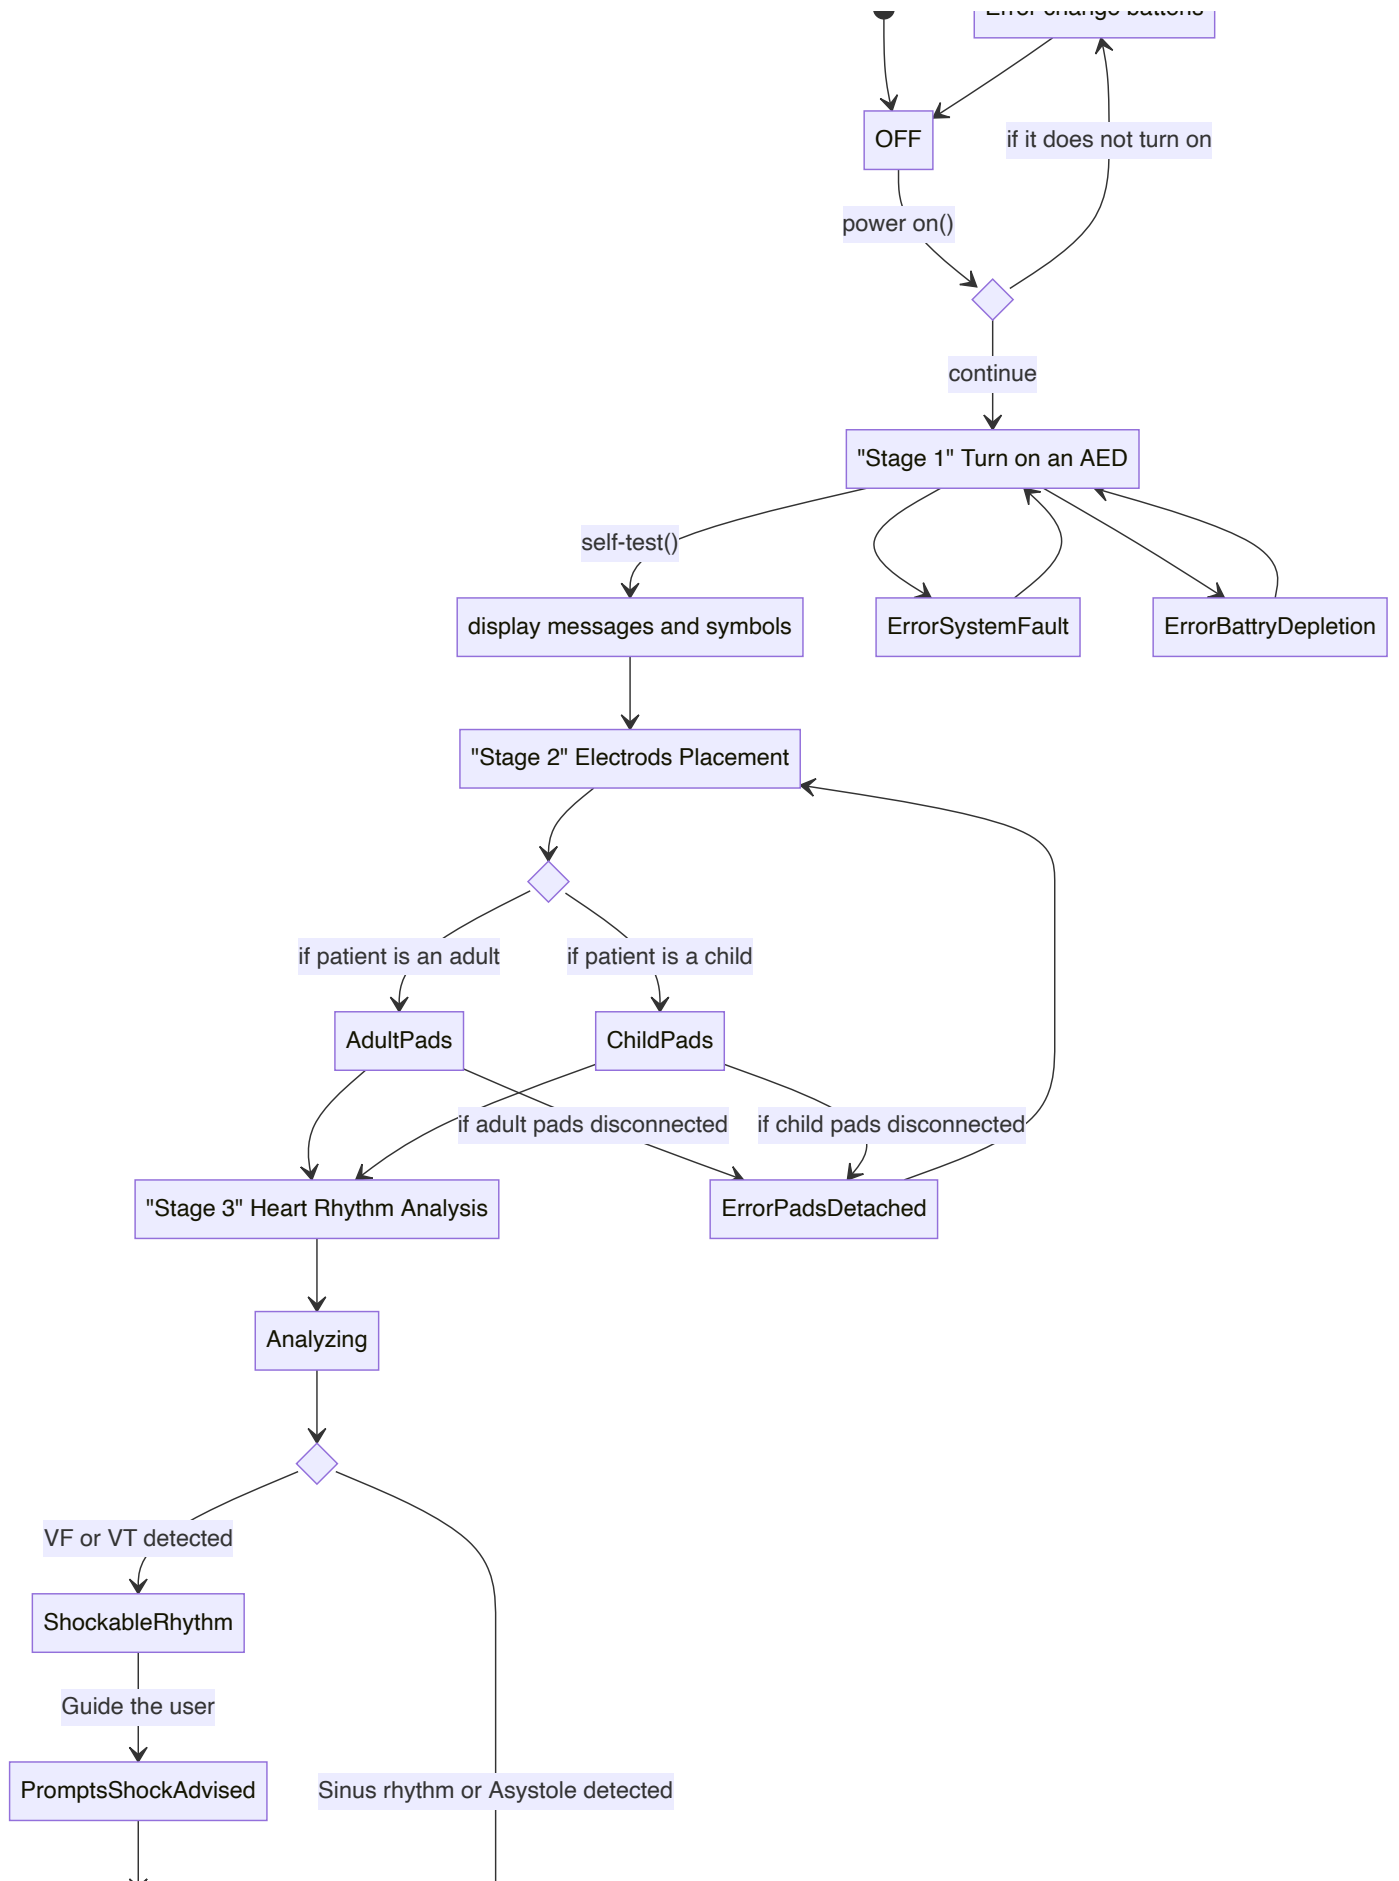 OFF
if it does not turn on
power on()
continue
"Stage 1" Turn on an AED
self-test()
display messages and symbols
ErrorSystemFault
ErrorBattryDepletion
"Stage 2" Electrods Placement
if patient is an adult
if patient is a child
AdultPads
ChildPads
if adult pads disconnected
if child pads disconnected
"Stage 3" Heart Rhythm Analysis
ErrorPadsDetached
Analyzing
VF or VT detected
ShockableRhythm
Guide the user
PromptsShockAdvised
Sinus rhythm or Asystole detected